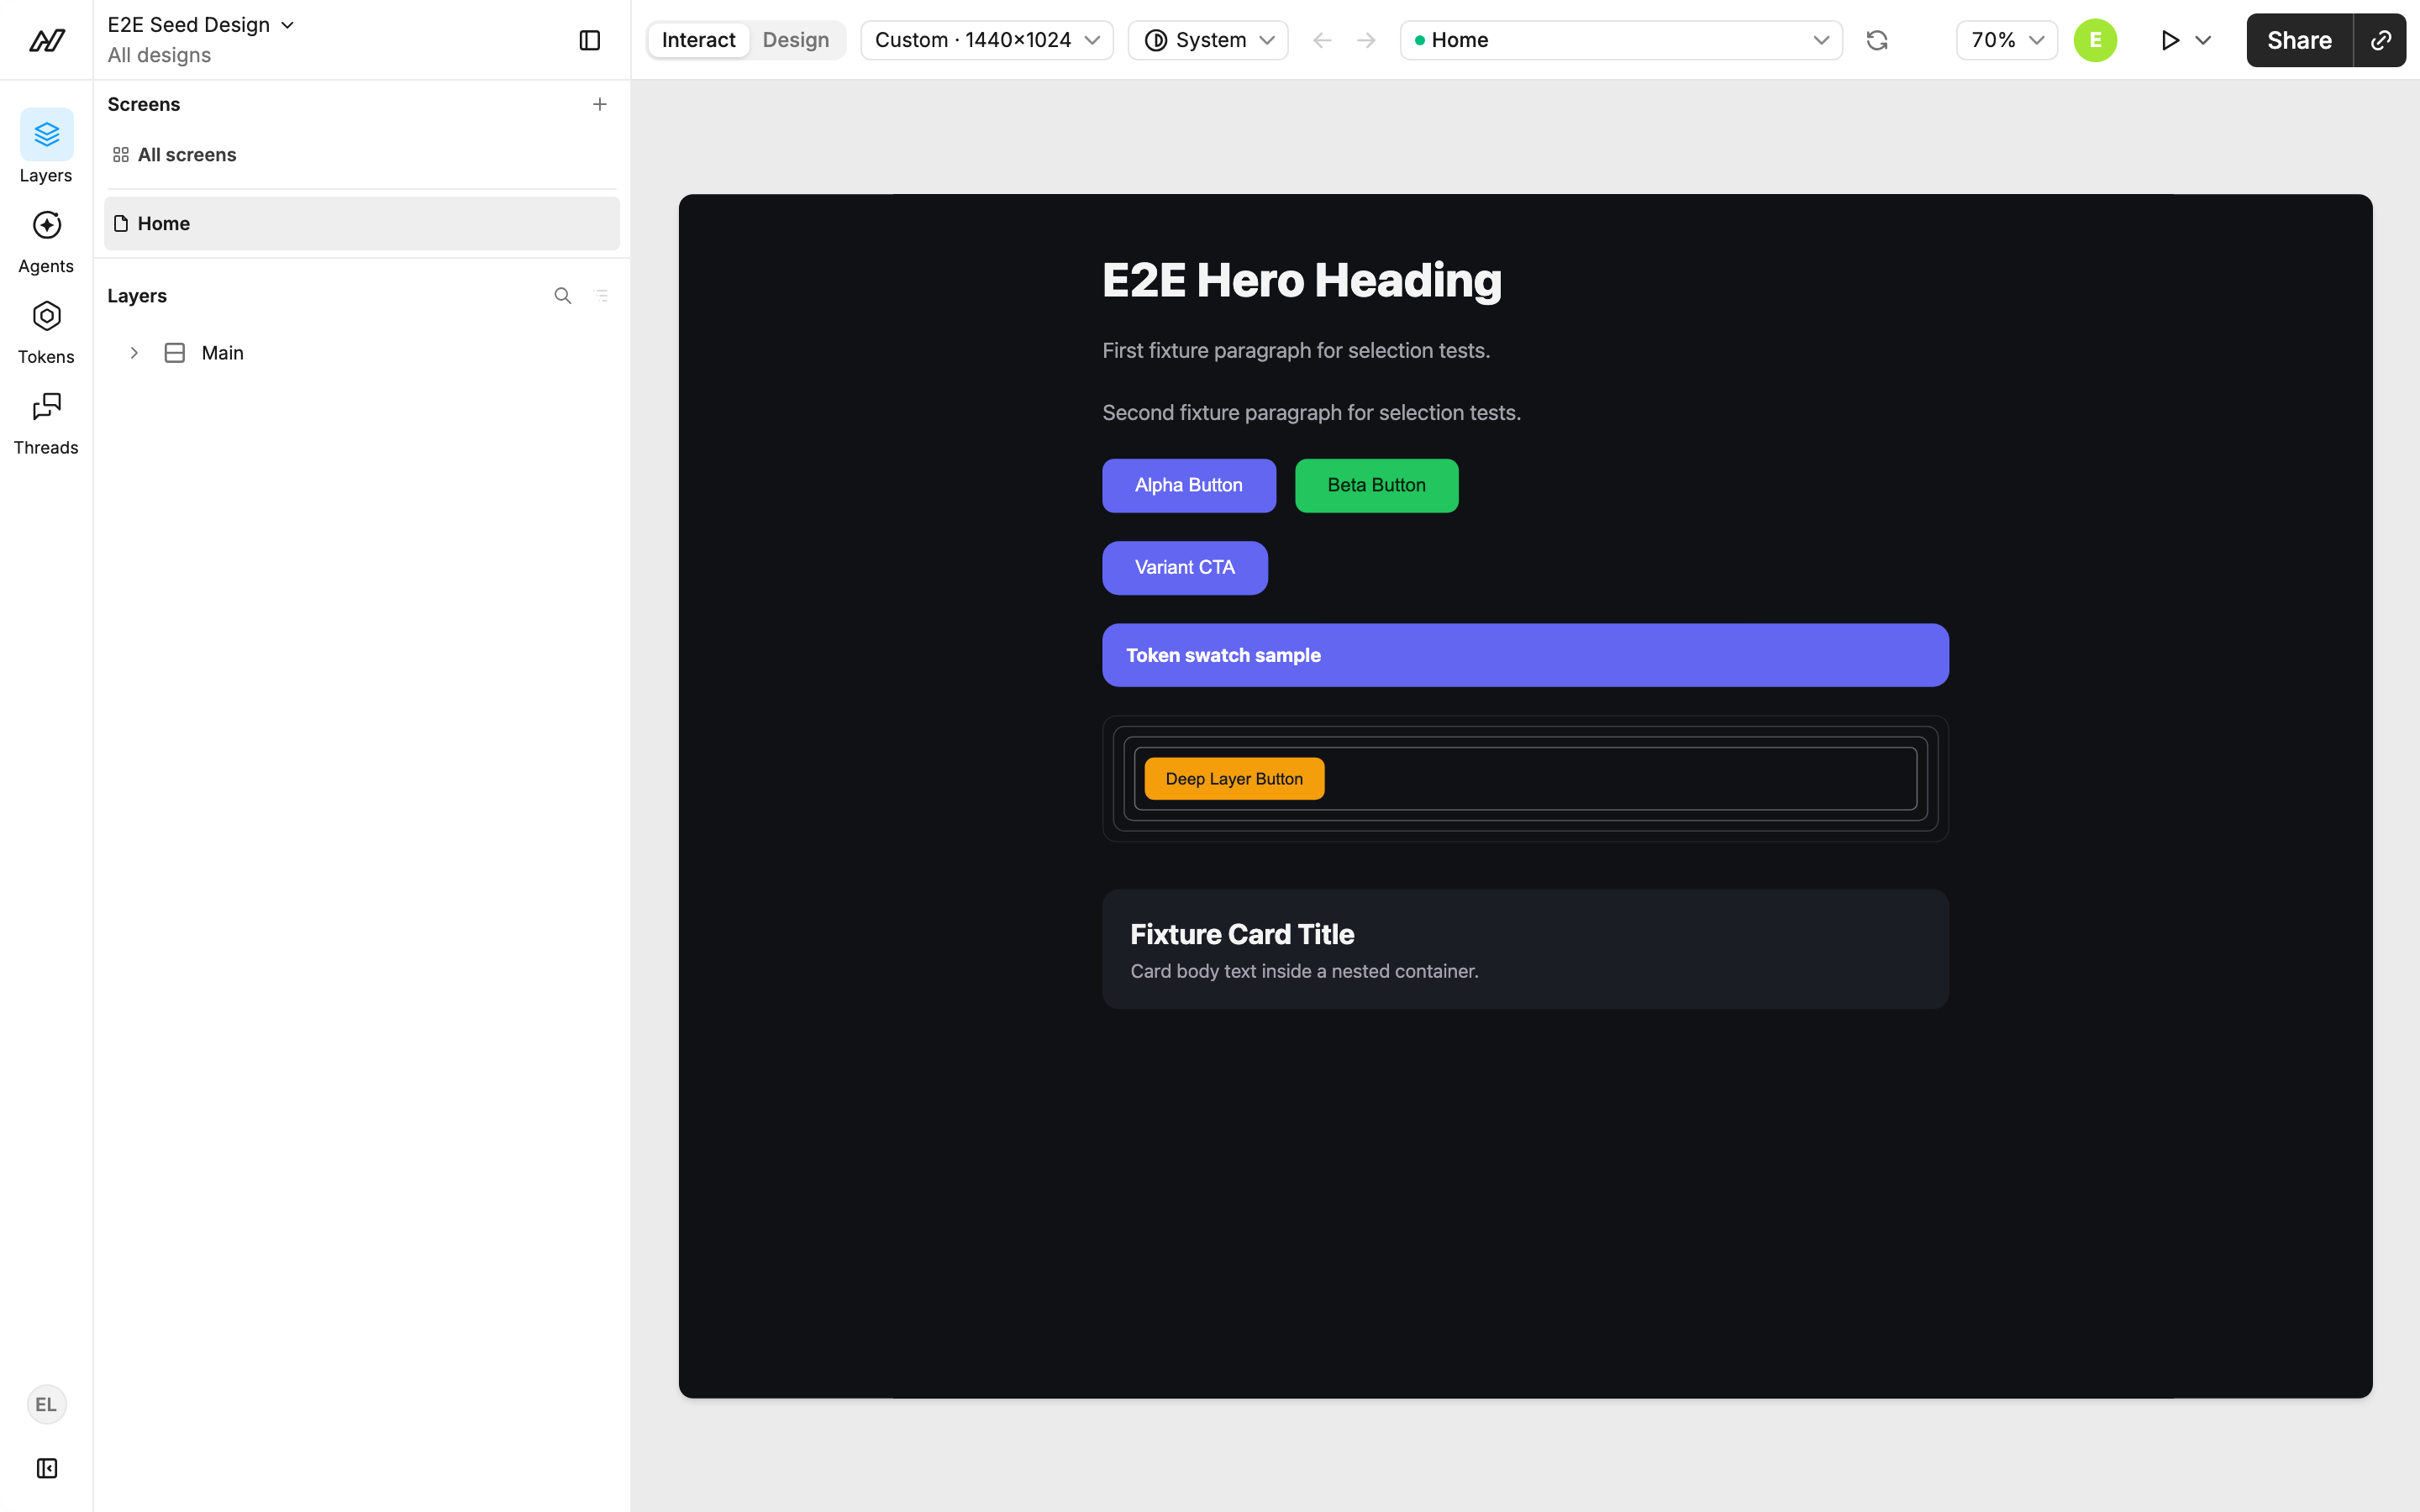 E2E Seed Design
All designs
Interact
Design
Custom · 1440×1024
System
Home
70%
E
Share
Layers
Agents
Tokens
Threads
EL
Screens
All screens
Home
Layers
Main
E2E Hero Heading
First fixture paragraph for selection tests.
Second fixture paragraph for selection tests.
Alpha Button
Beta Button
Variant CTA
Token swatch sample
Deep Layer Button
Fixture Card Title
Card body text inside a nested container.